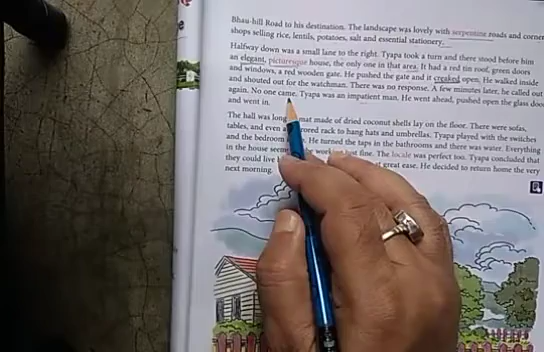 Bhau-hill Road to his destination. The landscape was lovely with serpentine roads and corner
shops selling rice, lentils, potatoes, salt and essential stationery.
Halfway down was a small lane to the right. Tyapa took a turn and there stood before him
an elegant, picturesque house, the only one in that area. It had a red tin roof, green doors
and windows, a red wooden gate. He pushed the gate and it creaked open. He walked inside
and shouted out for the watchman. There was no response. A few minutes later, he called out
again. No one came. Tyapa was an impatient man. He went ahead, pushed open the glass door
and went in.
The hall was long mat made of dried coconut shells lay on the floor. There were sofas,
tables, and even a rored rack to hang hats and umbrellas. Tyapa played with the switches
and the bedroom He turned the taps in the bathrooms and there was water. Everything
in the house working just fine. The locale was perfect too. Tyapa concluded that
they could live great ease. He decided to return home the very
next morning.